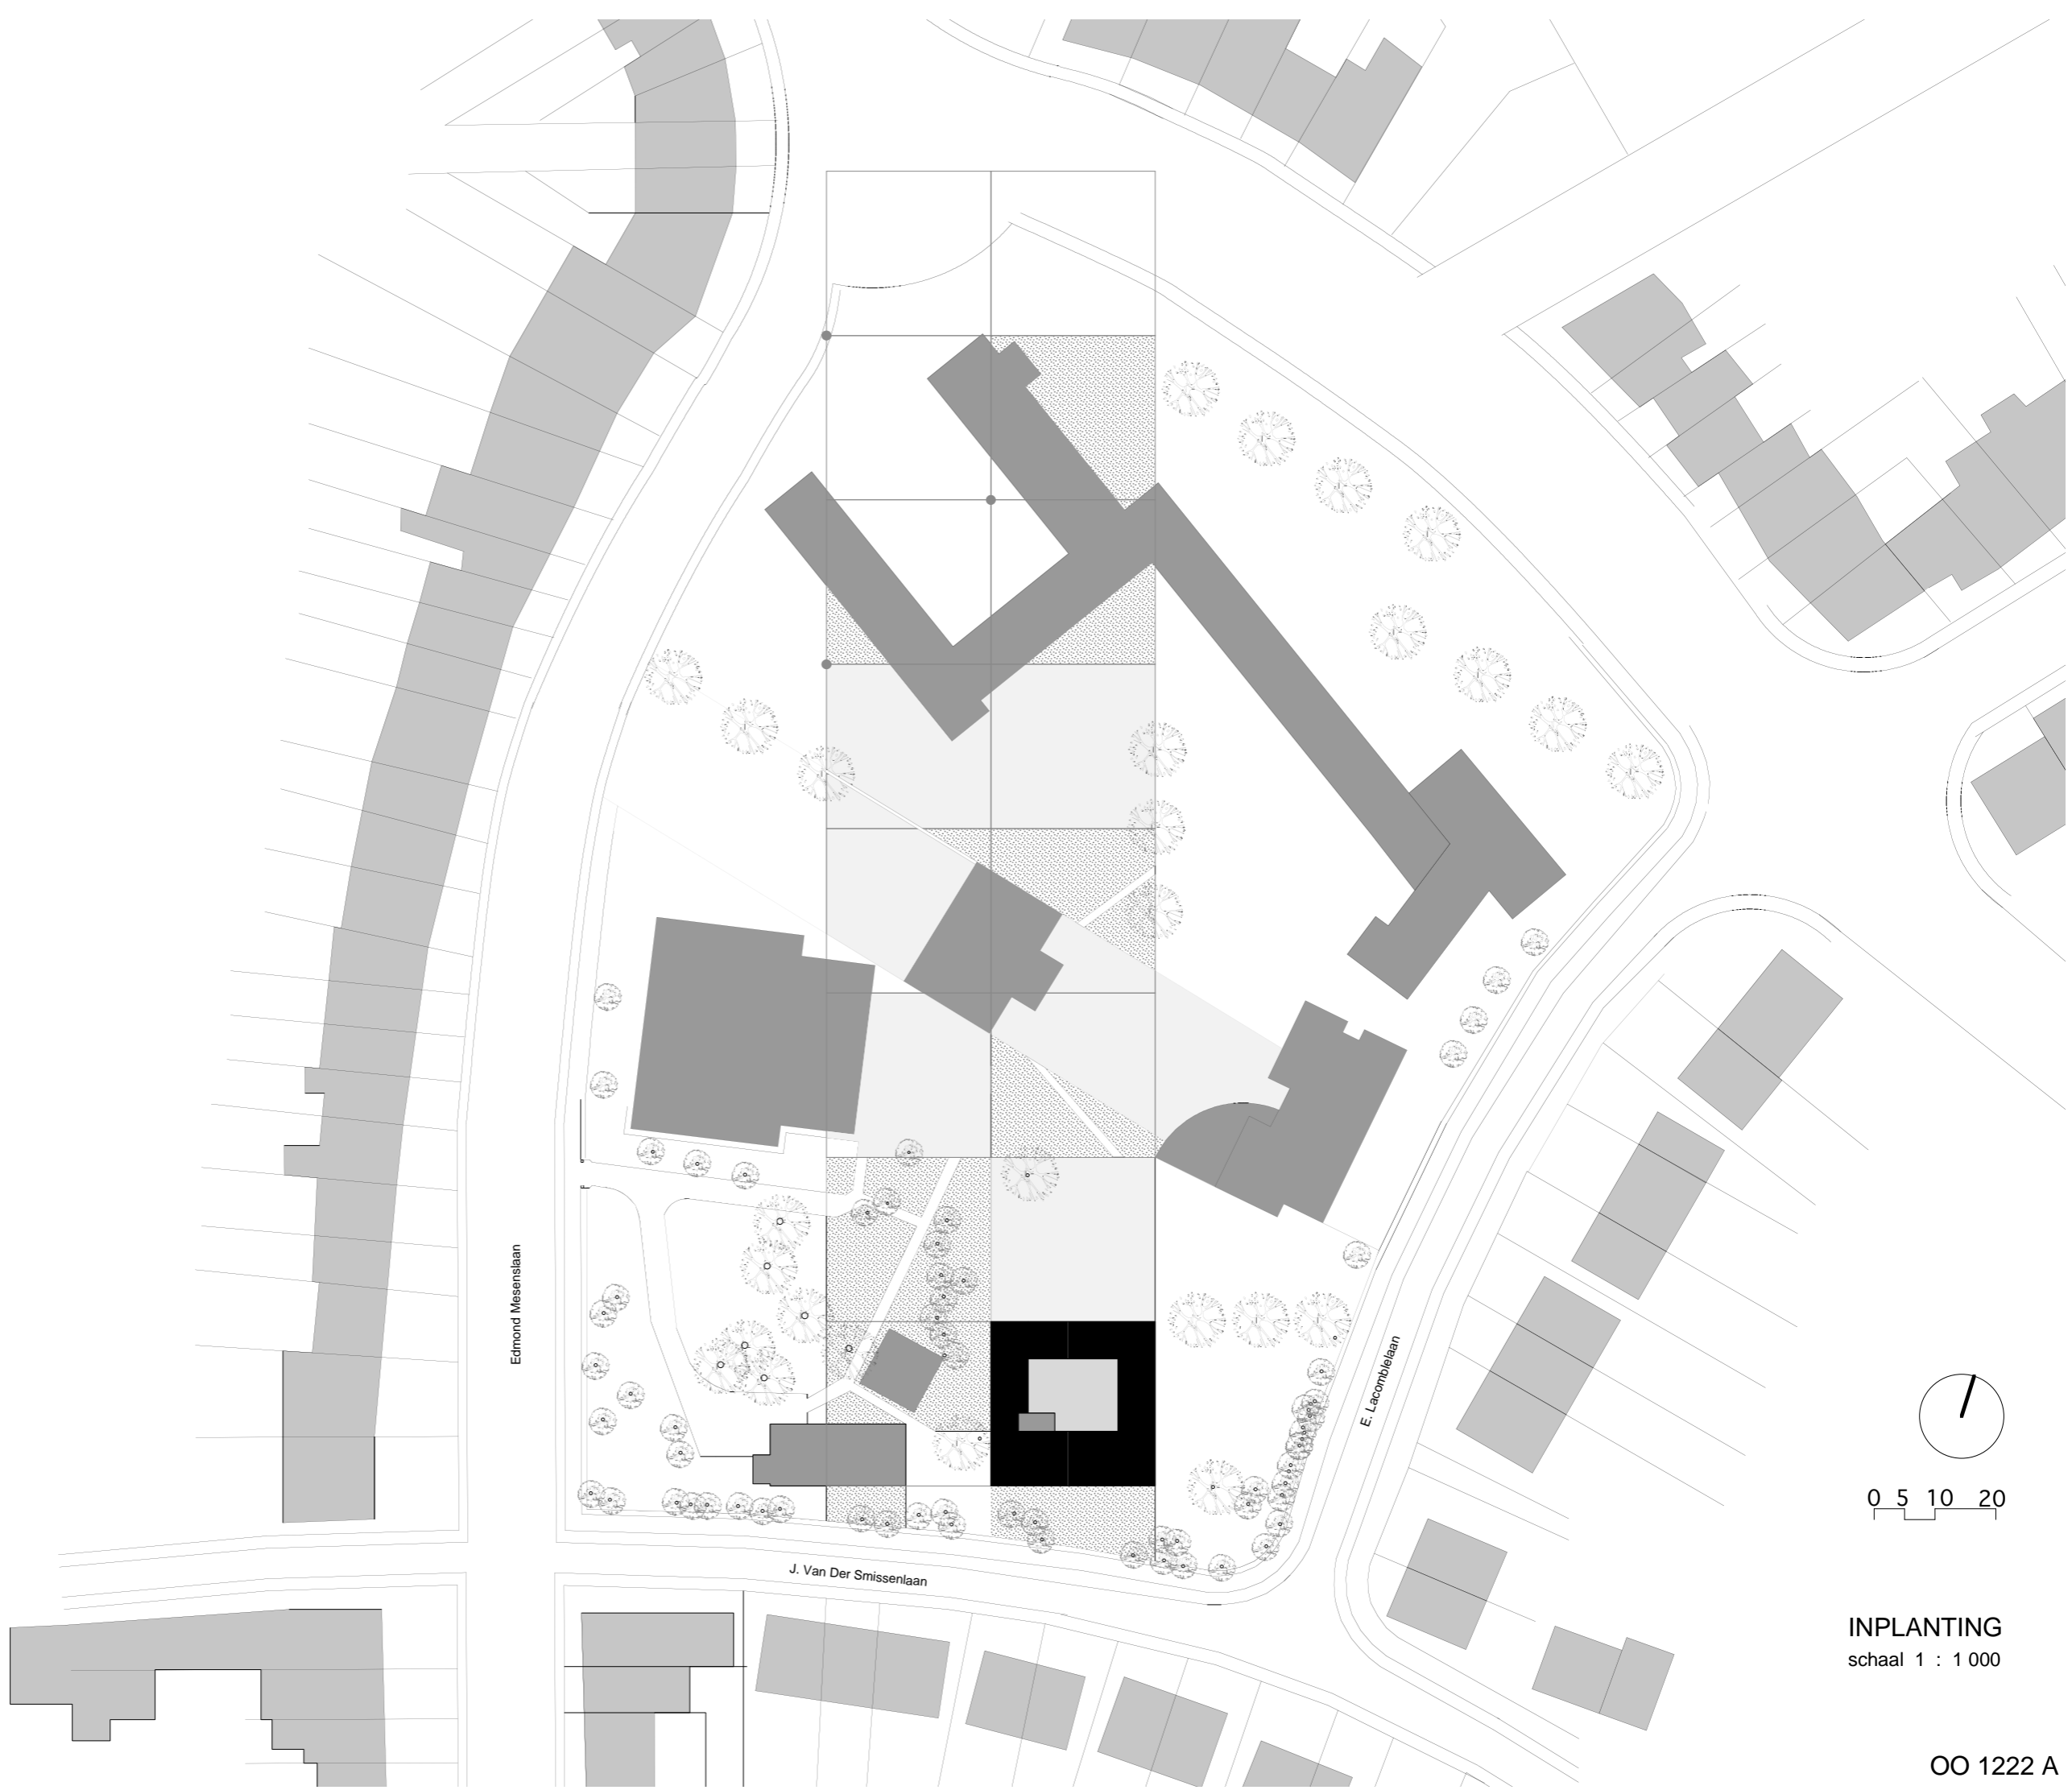 Edmond Mesenslaan
E. Lacomblelaan
J. Van Der Smissenlaan
0 5 10 20
INPLANTING
schaal 1 : 1 000
OO 1222 A